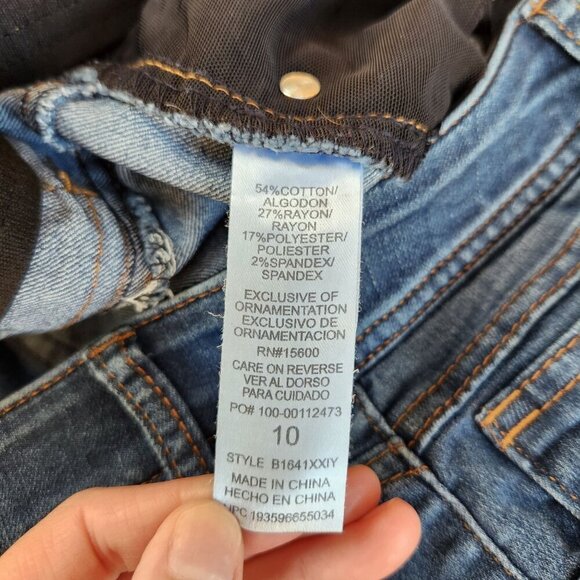 54%COTTON/
ALGODON
27%RAYON/
RAYON
17%POLYESTER/
POLIESTER
2%SPANDEX/
SPANDEX
EXCLUSIVE OF
ORNAMENTATION
EXCLUSIVO DE
ORNAMENTACION
RN#15600
CARE ON REVERSE
VER AL DORSO
PARA CUIDADO
PO# 100-00112473
10
STYLE B1641XXIY
MADE IN CHINA
HECHO EN CHINA
UPC 193596655034